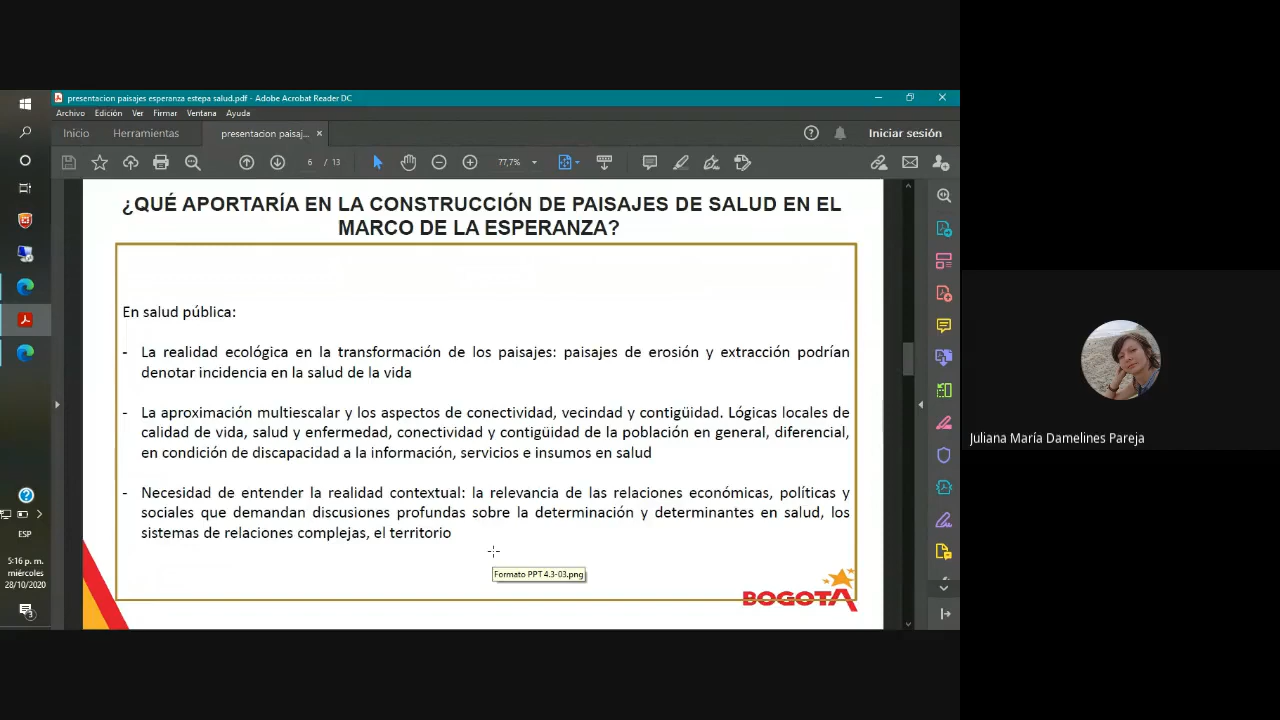 presentacion paisajes esperanza estepa salud.pdf - Adobe Acrobat Reader DC
Archivo Edición Ver Firmar Ventana Ayuda
Inicio Herramientas presentacion paisaj... × Iniciar sesión
6 / 13 77,7%
¿QUÉ APORTARÍA EN LA CONSTRUCCIÓN DE PAISAJES DE SALUD EN EL
MARCO DE LA ESPERANZA?
En salud pública:
- La realidad ecológica en la transformación de los paisajes: paisajes de erosión y extracción podrían
denotar incidencia en la salud de la vida
- La aproximación multiescalar y los aspectos de conectividad, vecindad y contigüidad. Lógicas locales de
calidad de vida, salud y enfermedad, conectividad y contigüidad de la población en general, diferencial,
en condición de discapacidad a la información, servicios e insumos en salud
- Necesidad de entender la realidad contextual: la relevancia de las relaciones económicas, políticas y
sociales que demandan discusiones profundas sobre la determinación y determinantes en salud, los
sistemas de relaciones complejas, el territorio
Formato PPT 4.3-03.png
BOGOTA
ESP
5:16 p. m.
miércoles
28/10/2020
3
Juliana María Damelines Pareja